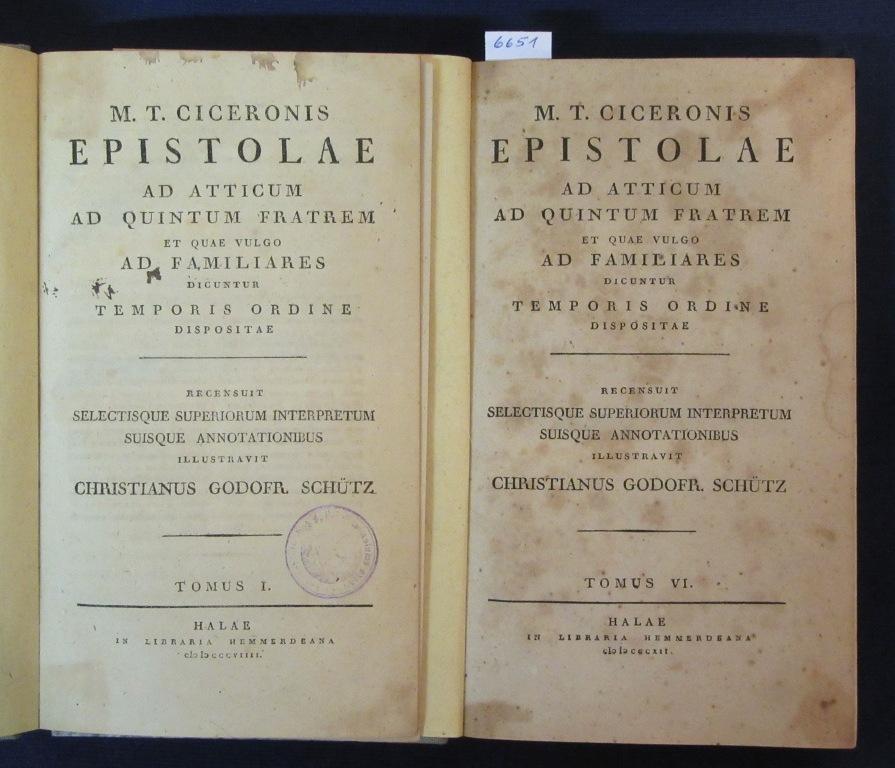 6651
M. T. CICERONIS
EPISTOLAE
AD ATTICUM
AD QUINTUM FRATREM
ET QUAE VULGO
AD FAMILIARES
DICUNTUR
TEMPORIS ORDINE
DISPOSITAE
RECENSUIT
SELECTISQUE SUPERIORUM INTERPRETUM
SUISQUE ANNOTATIONIBUS
ILLUSTRAVIT
CHRISTIANUS GODOFR. SCHÜTZ
TOMUS I.
HALAE
IN LIBRARIA HEMMERDEANA
cIↄIↄcccvIIII.
M. T. CICERONIS
EPISTOLAE
AD ATTICUM
AD QUINTUM FRATREM
ET QUAE VULGO
AD FAMILIARES
DICUNTUR
TEMPORIS ORDINE
DISPOSITAE
RECENSUIT
SELECTISQUE SUPERIORUM INTERPRETUM
SUISQUE ANNOTATIONIBUS
ILLUSTRAVIT
CHRISTIANUS GODOFR. SCHÜTZ
TOMUS VI.
HALAE
IN LIBRARIA HEMMERDEANA
cIↄIↄcccxII.